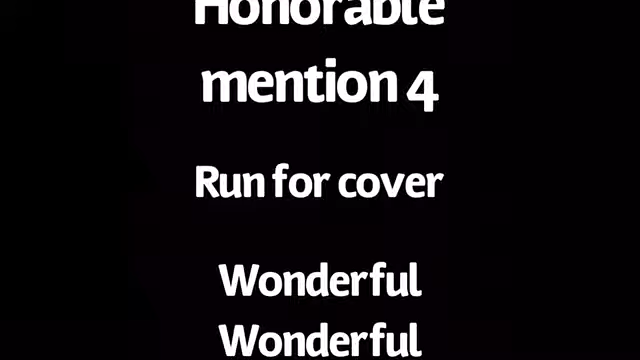 Honorable
mention 4
Run for cover
Wonderful
Wonderful